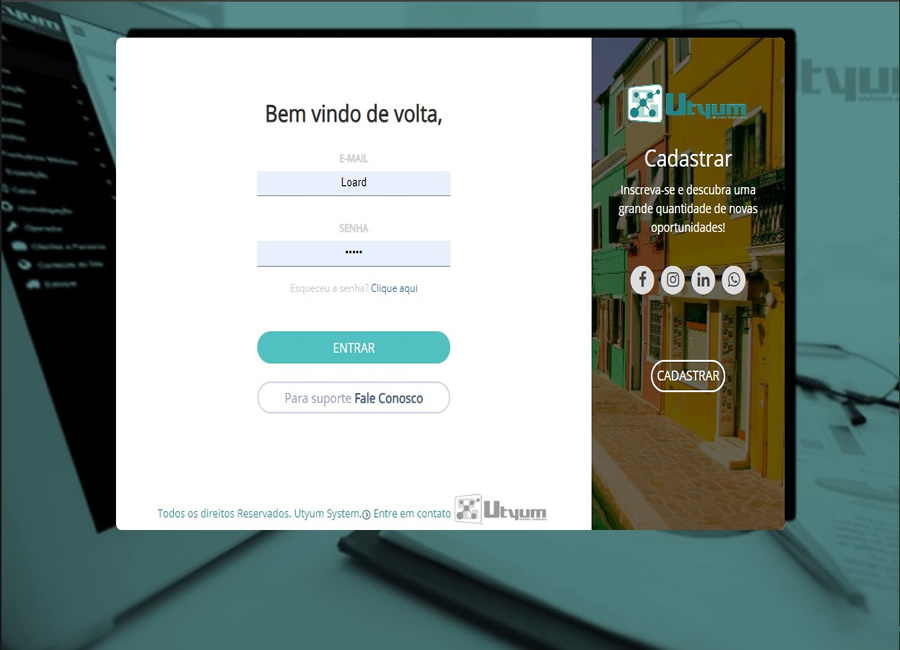 Bem vindo de volta,
E-MAIL
Loard
SENHA
•••••
Esqueceu a senha? Clique aqui
ENTRAR
Para suporte Fale Conosco
Todos os direitos Reservados. Utyum System.
Entre em contato
Utyum
Utyum
Cadastrar
Inscreva-se e descubra uma
grande quantidade de novas
oportunidades!
CADASTRAR